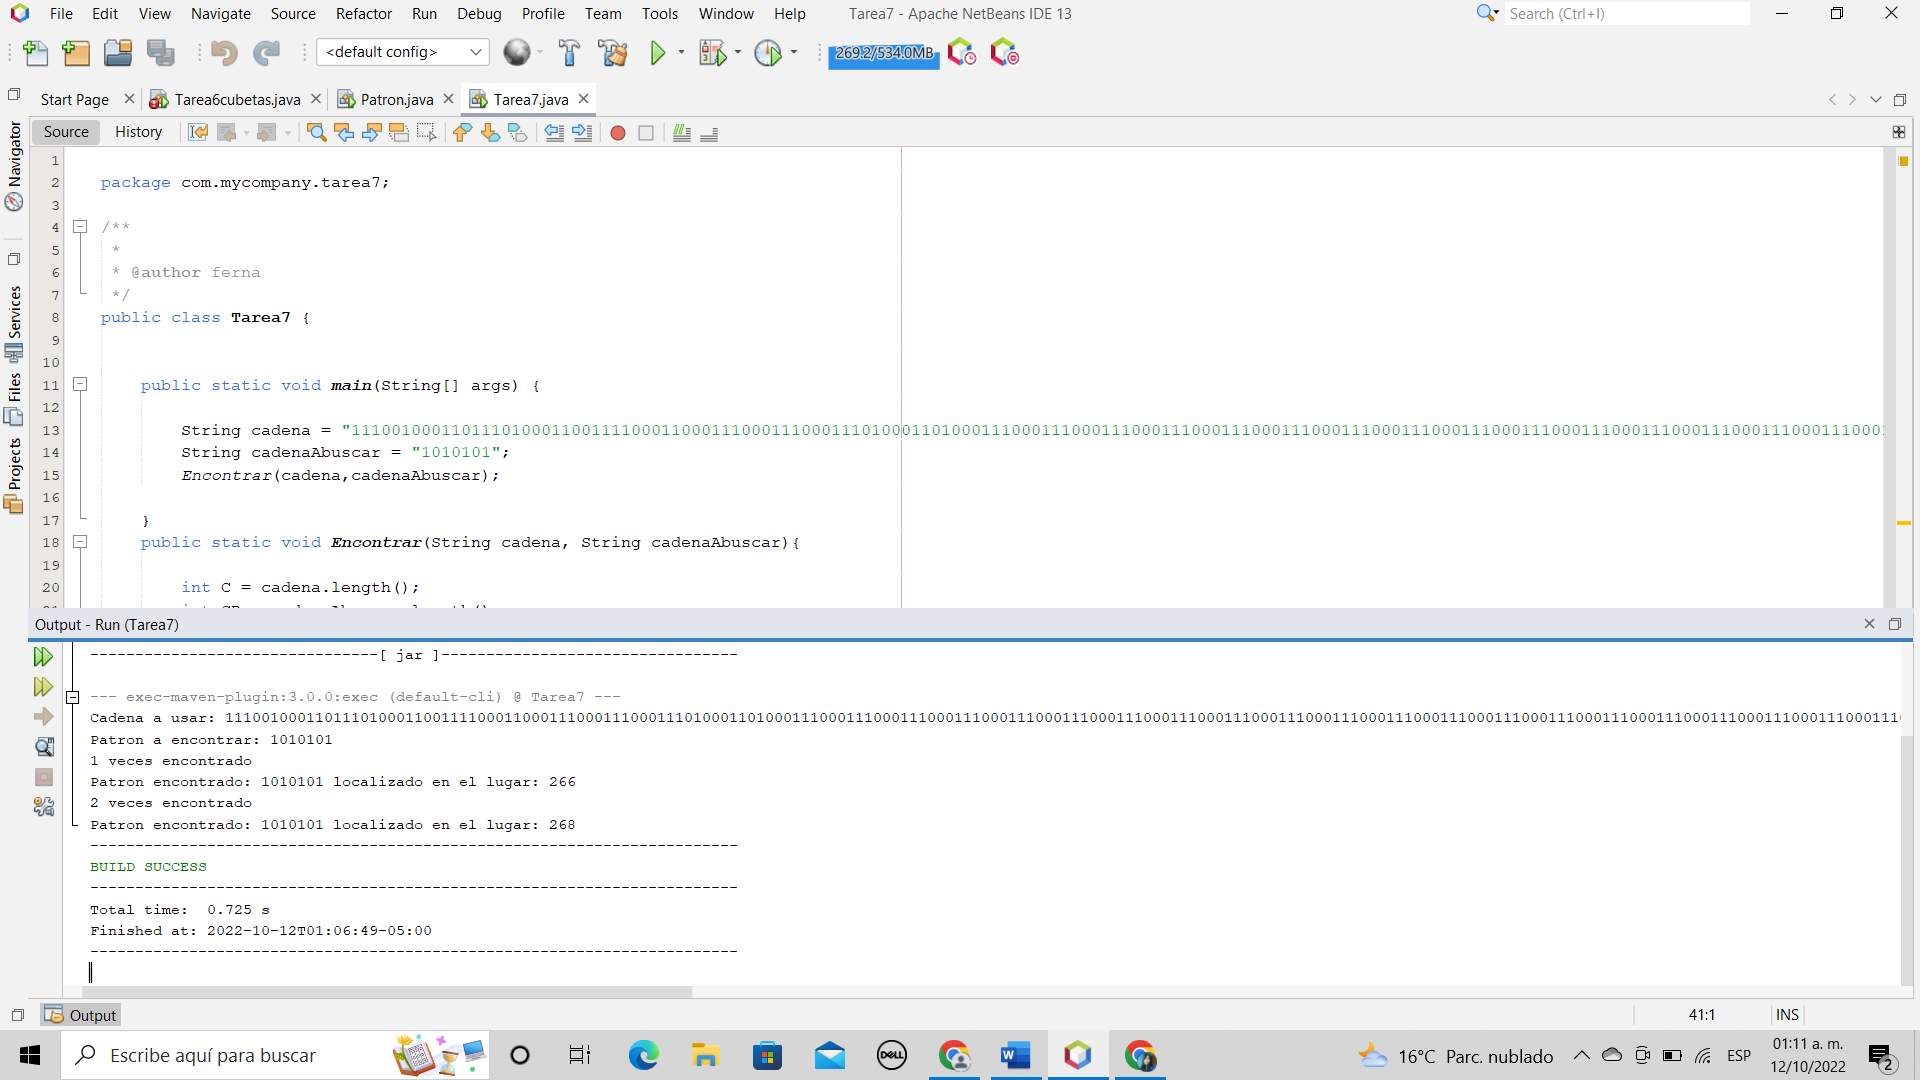 File Edit View Navigate Source Refactor Run Debug Profile Team Tools Window Help Tarea7 - Apache NetBeans IDE 13 Search (Ctrl+I)
<default config> 269.2/534.0MB
Start Page Tarea6cubetas.java Patron.java Tarea7.java
Source History
Navigator
Services
Files
Projects
1
2 package com.mycompany.tarea7;
3
4 /**
5 *
6 * @author ferna
7 */
8 public class Tarea7 {
9
10
11 public static void main(String[] args) {
12
13 String cadena =
14 String cadenaAbuscar = "1010101";
15 Encontrar(cadena,cadenaAbuscar);
16
17 }
18 public static void Encontrar(String cadena, String cadenaAbuscar){
19
20 int C = cadena.length();
Output - Run (Tarea7)
--------------------------------[ jar ]---------------------------------
--- exec-maven-plugin:3.0.0:exec (default-cli) @ Tarea7 ---
Cadena a usar:
Patron a encontrar: 1010101
1 veces encontrado
Patron encontrado: 1010101 localizado en el lugar: 266
2 veces encontrado
Patron encontrado: 1010101 localizado en el lugar: 268
------------------------------------------------------------------------
BUILD SUCCESS
------------------------------------------------------------------------
Total time: 0.725 s
Finished at: 2022-10-12T01:06:49-05:00
------------------------------------------------------------------------
Output 41:1 INS
Escribe aquí para buscar DELL 16°C Parc. nublado ESP 01:11 a. m.
12/10/2022 2